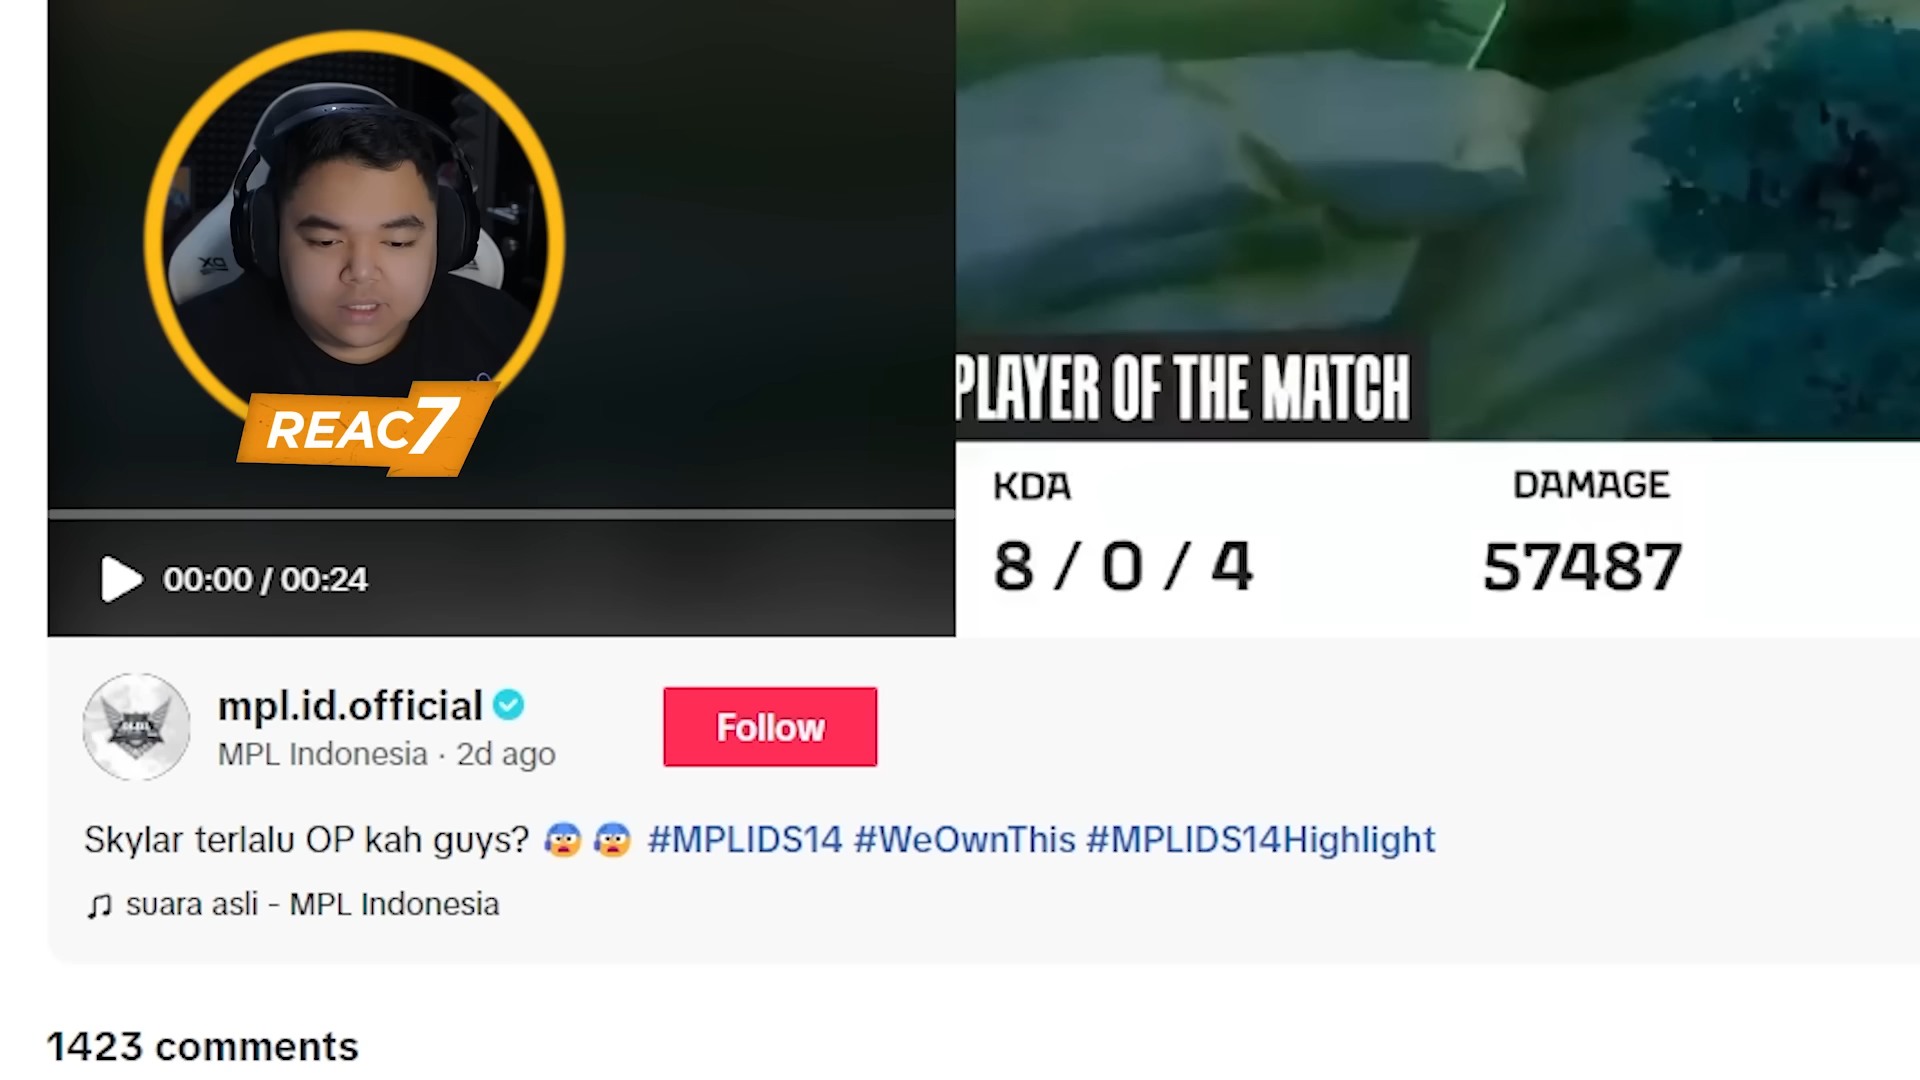 REAC7
PLAYER OF THE MATCH
KDA
DAMAGE
8 / 0 / 4
57487
00:00 / 00:24
mpl.id.official
MPL Indonesia · 2d ago
Follow
Skylar terlalu OP kah guys? 😰 😰 #MPLIDS14 #WeOwnThis #MPLIDS14Highlight
suara asli - MPL Indonesia
1423 comments